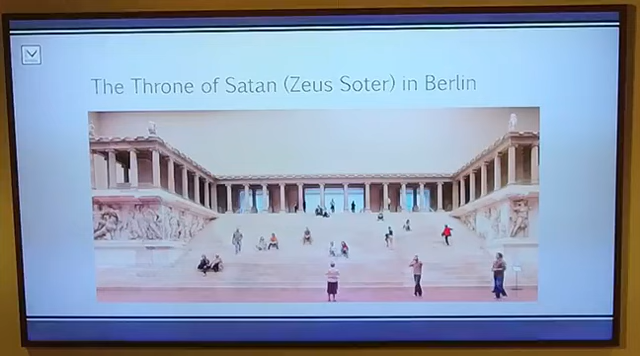 The Throne of Satan (Zeus Soter) in Berlin